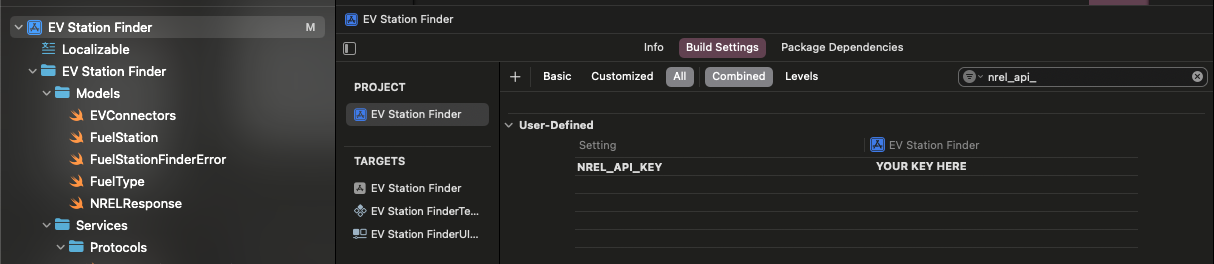 EV Station Finder M
Localizable
EV Station Finder
Models
EVConnectors
FuelStation
FuelStationFinderError
FuelType
NRELResponse
Services
Protocols
EV Station Finder
Info Build Settings Package Dependencies
PROJECT
EV Station Finder
TARGETS
EV Station Finder
EV Station FinderTe...
EV Station FinderUI...
+ Basic Customized All Combined Levels nrel_api_
User-Defined
Setting EV Station Finder
NREL_API_KEY YOUR KEY HERE